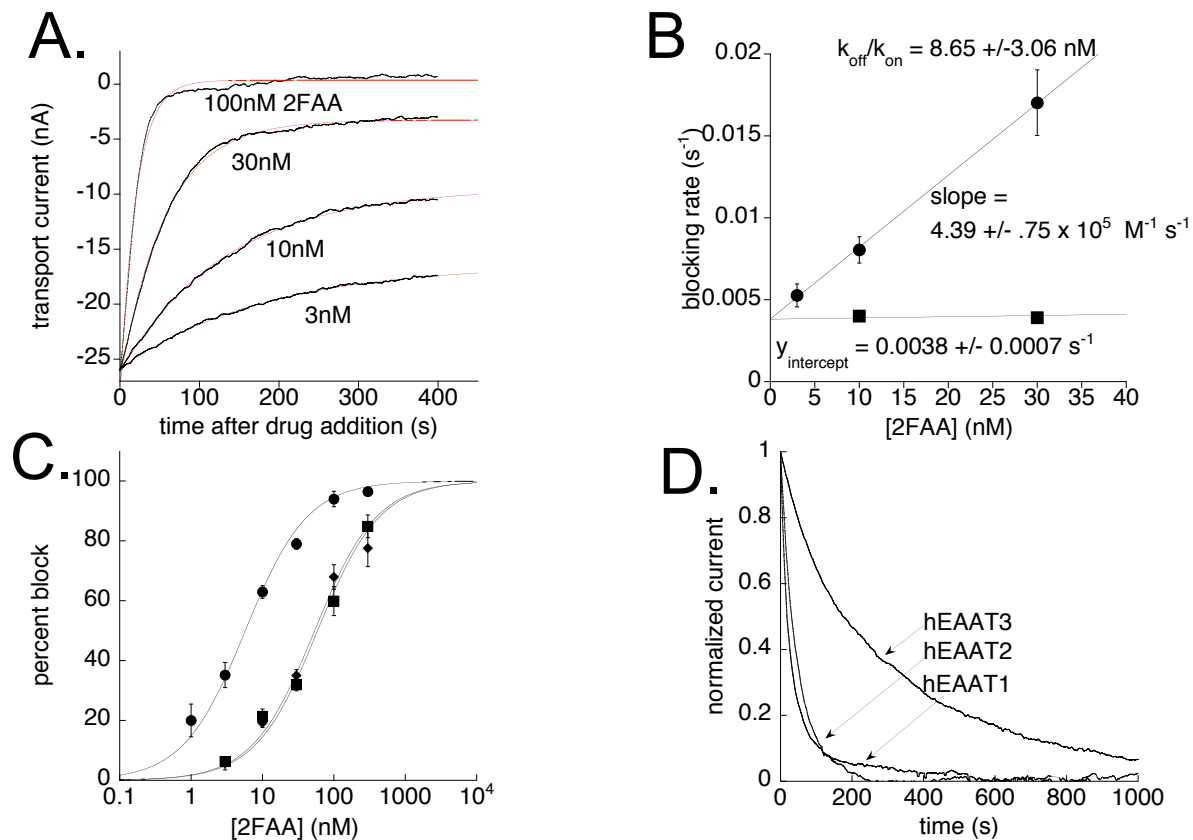 A.
0
-5
-10
-15
-20
-25
transport current (nA)
100nM 2FAA
30nM
10nM
3nM
0 100 200 300 400
time after drug addition (s)
B
k_off/k_on = 8.65 +/-3.06 nM
0.02
0.015
0.01
0.005
0
blocking rate (s⁻¹)
slope =
4.39 +/- .75 x 10⁵ M⁻¹ s⁻¹
y_intercept = 0.0038 +/- 0.0007 s⁻¹
0 5 10 15 20 25 30 35 40
[2FAA] (nM)
C.
100
80
60
40
20
0
percent block
0.1 1 10 100 1000 10⁴
[2FAA] (nM)
D.
1
0.8
0.6
0.4
0.2
0
normalized current
hEAAT3
hEAAT2
hEAAT1
0 200 400 600 800 1000
time (s)